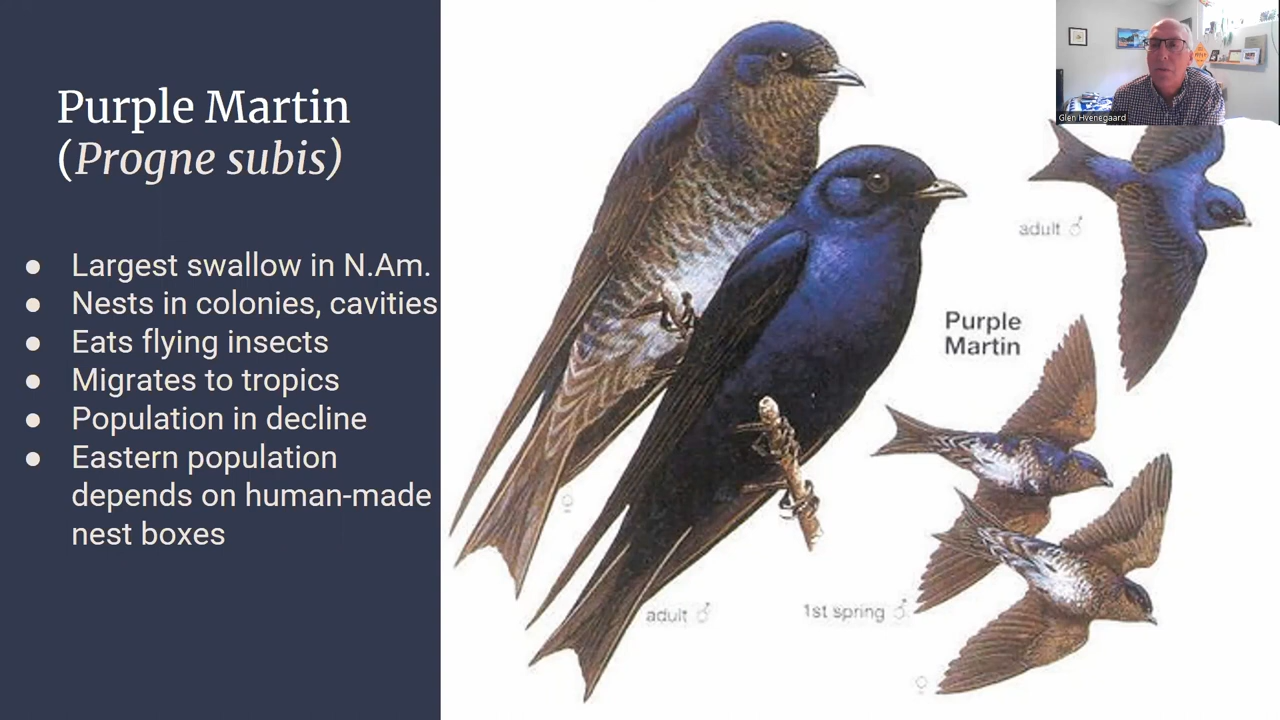 Purple Martin
(Progne subis)
● Largest swallow in N.Am.
● Nests in colonies, cavities
● Eats flying insects
● Migrates to tropics
● Population in decline
● Eastern population
depends on human-made
nest boxes
Glen Hvenegaard
adult ♂
Purple
Martin
♀
adult ♂
1st spring ♂
♀